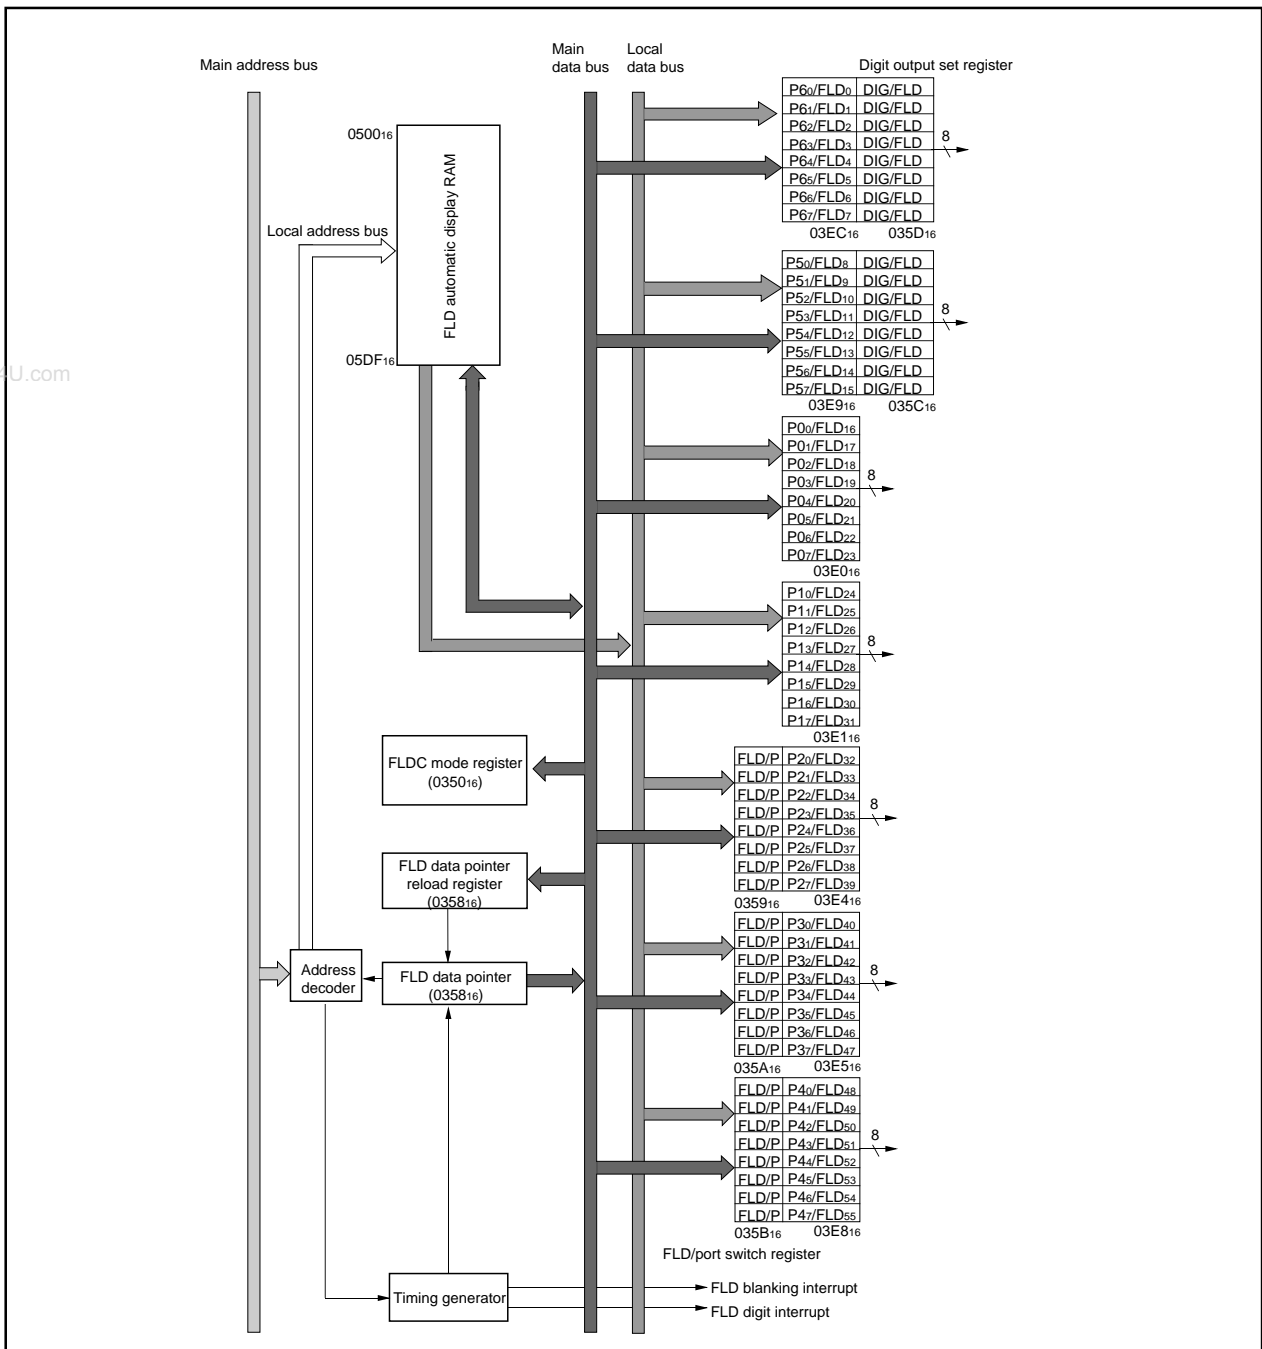 Main address bus
Main
data bus
Local
data bus
Digit output set register
0500₁₆
FLD automatic display RAM
Local address bus
05DF₁₆
4U.com
P6₀/FLD₀ DIG/FLD
P6₁/FLD₁ DIG/FLD
P6₂/FLD₂ DIG/FLD
P6₃/FLD₃ DIG/FLD
P6₄/FLD₄ DIG/FLD
P6₅/FLD₅ DIG/FLD
P6₆/FLD₆ DIG/FLD
P6₇/FLD₇ DIG/FLD
8
03EC₁₆ 035D₁₆
P5₀/FLD₈ DIG/FLD
P5₁/FLD₉ DIG/FLD
P5₂/FLD₁₀ DIG/FLD
P5₃/FLD₁₁ DIG/FLD
P5₄/FLD₁₂ DIG/FLD
P5₅/FLD₁₃ DIG/FLD
P5₆/FLD₁₄ DIG/FLD
P5₇/FLD₁₅ DIG/FLD
8
03E9₁₆ 035C₁₆
P0₀/FLD₁₆
P0₁/FLD₁₇
P0₂/FLD₁₈
P0₃/FLD₁₉
P0₄/FLD₂₀
P0₅/FLD₂₁
P0₆/FLD₂₂
P0₇/FLD₂₃
8
03E0₁₆
P1₀/FLD₂₄
P1₁/FLD₂₅
P1₂/FLD₂₆
P1₃/FLD₂₇
P1₄/FLD₂₈
P1₅/FLD₂₉
P1₆/FLD₃₀
P1₇/FLD₃₁
8
03E1₁₆
FLDC mode register
(0350₁₆)
FLD/P P2₀/FLD₃₂
FLD/P P2₁/FLD₃₃
FLD/P P2₂/FLD₃₄
FLD/P P2₃/FLD₃₅
FLD/P P2₄/FLD₃₆
FLD/P P2₅/FLD₃₇
FLD/P P2₆/FLD₃₈
FLD/P P2₇/FLD₃₉
8
0359₁₆ 03E4₁₆
FLD data pointer
reload register
(0358₁₆)
Address
decoder
FLD data pointer
(0358₁₆)
FLD/P P3₀/FLD₄₀
FLD/P P3₁/FLD₄₁
FLD/P P3₂/FLD₄₂
FLD/P P3₃/FLD₄₃
FLD/P P3₄/FLD₄₄
FLD/P P3₅/FLD₄₅
FLD/P P3₆/FLD₄₆
FLD/P P3₇/FLD₄₇
8
035A₁₆ 03E5₁₆
FLD/P P4₀/FLD₄₈
FLD/P P4₁/FLD₄₉
FLD/P P4₂/FLD₅₀
FLD/P P4₃/FLD₅₁
FLD/P P4₄/FLD₅₂
FLD/P P4₅/FLD₅₃
FLD/P P4₆/FLD₅₄
FLD/P P4₇/FLD₅₅
8
035B₁₆ 03E8₁₆
FLD/port switch register
Timing generator
FLD blanking interrupt
FLD digit interrupt